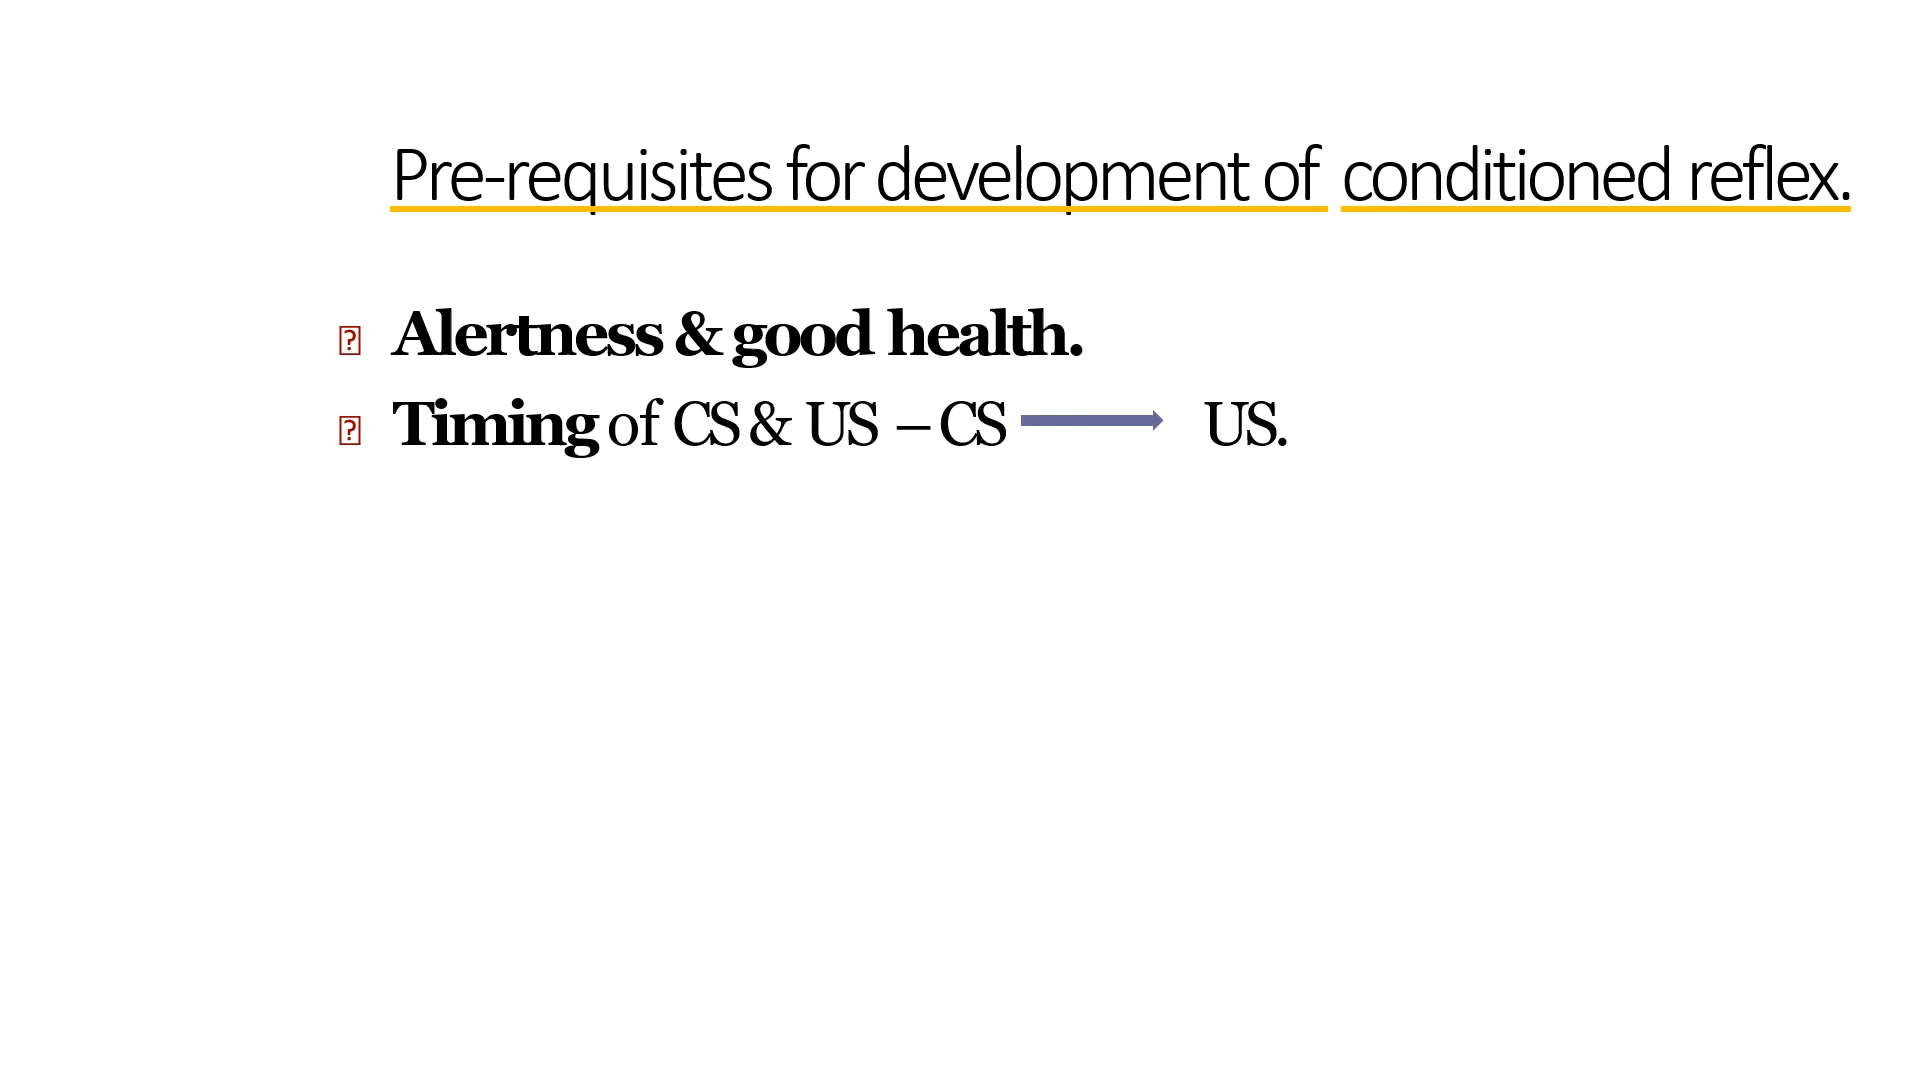 Pre-requisites for development of conditioned reflex.
Alertness & good health.
Timing of CS & US – CS US.